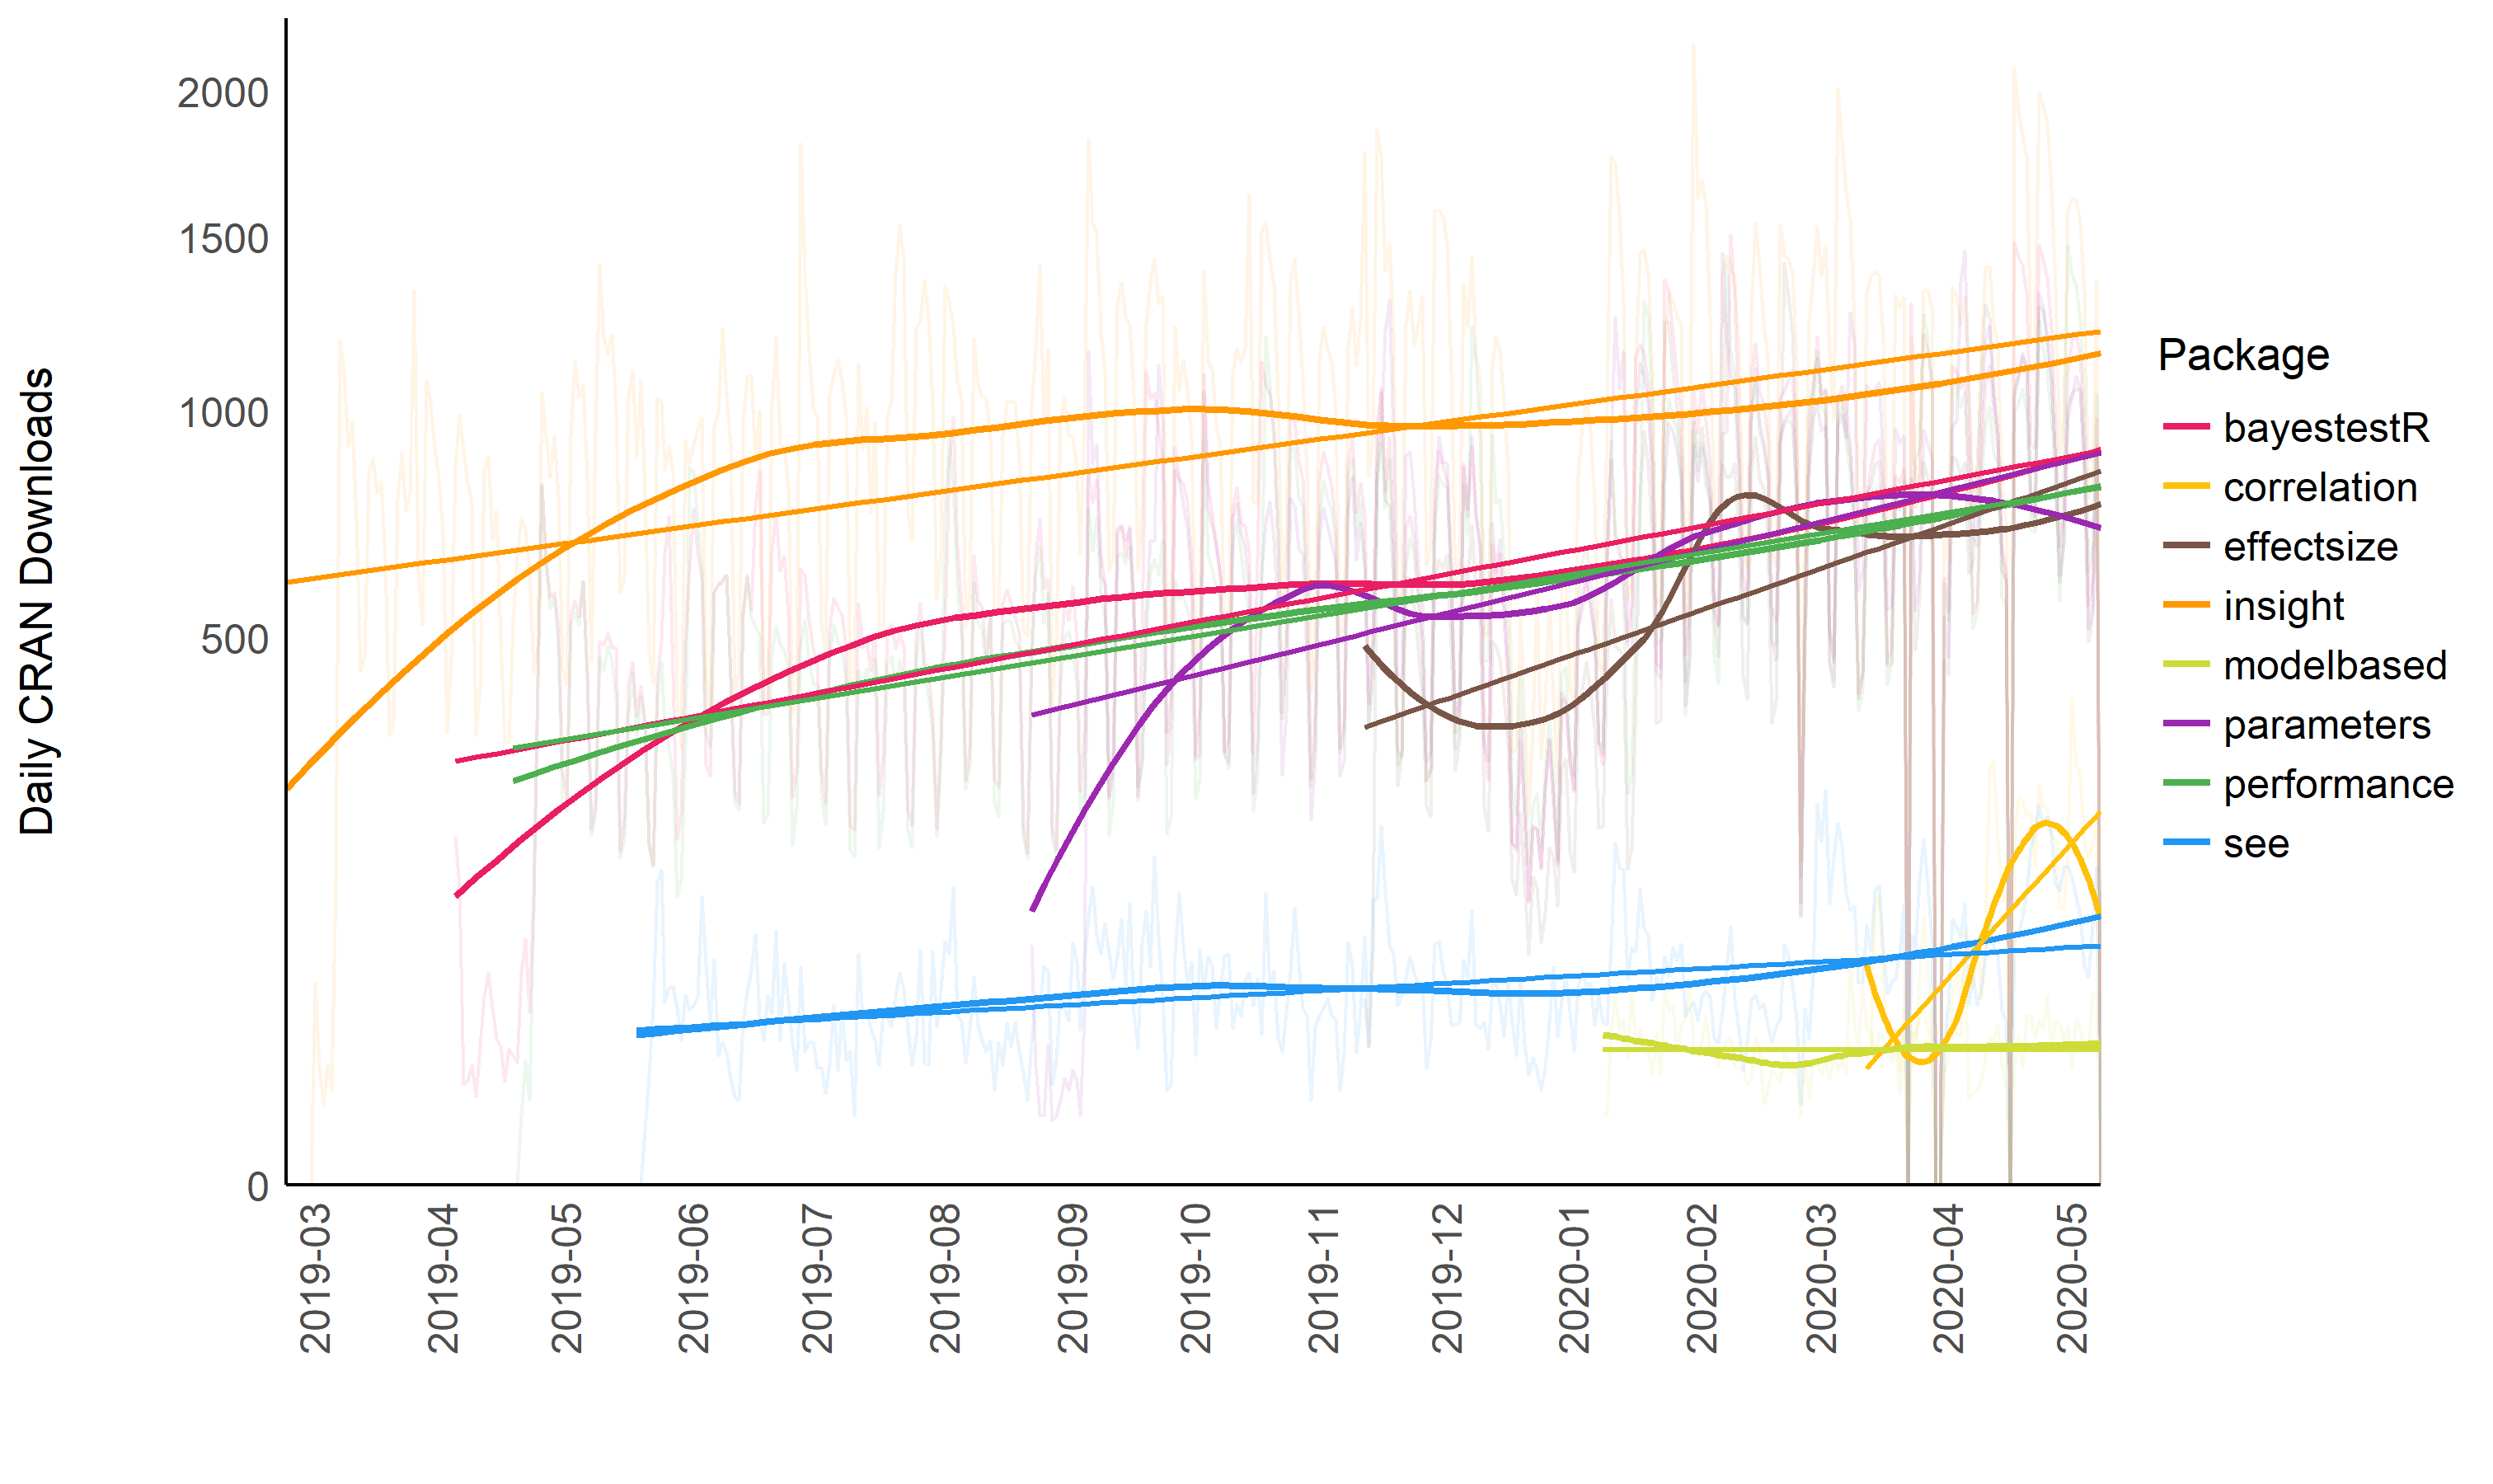 Daily CRAN Downloads
2000
1500
1000
500
0
2019-03
2019-04
2019-05
2019-06
2019-07
2019-08
2019-09
2019-10
2019-11
2019-12
2020-01
2020-02
2020-03
2020-04
2020-05
Package
bayestestR
correlation
effectsize
insight
modelbased
parameters
performance
see